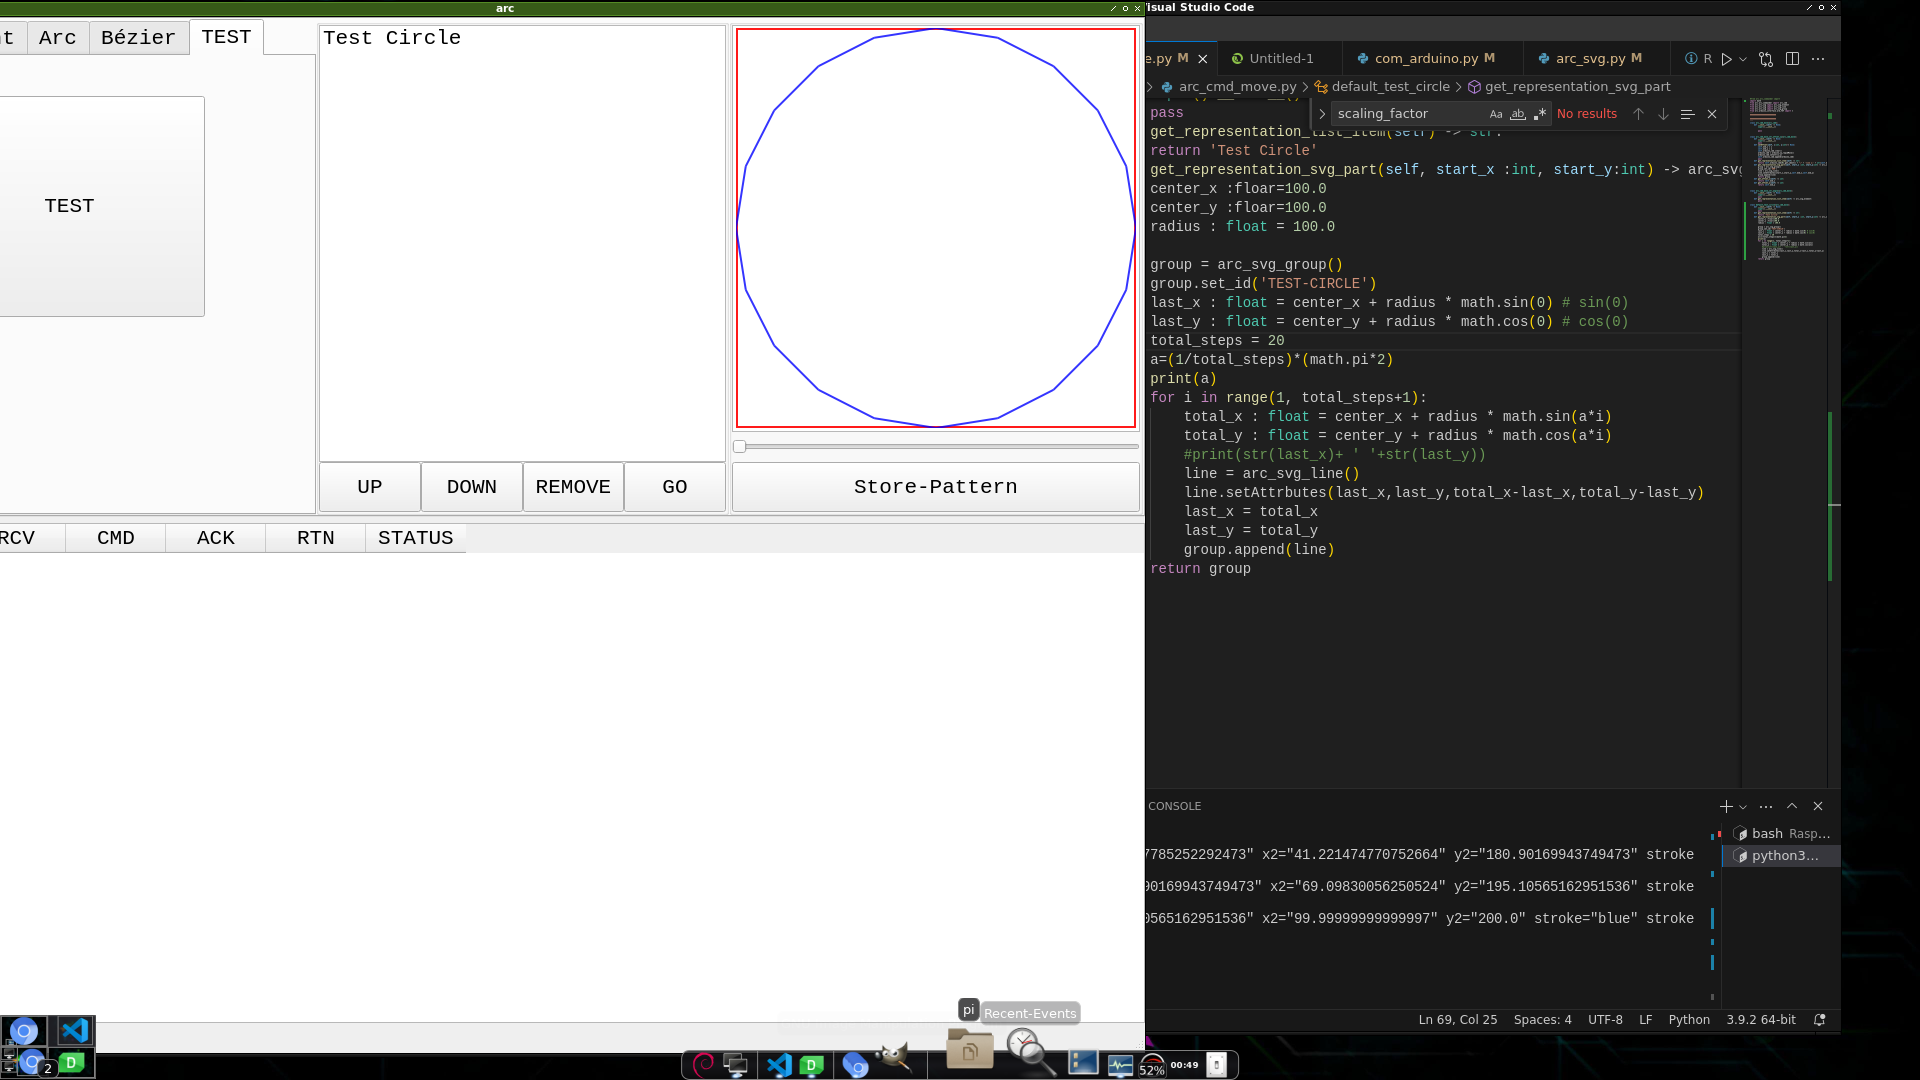 arc
isual Studio Code
t Arc Bézier TEST
Test Circle
TEST
UP DOWN REMOVE GO
Store-Pattern
RCV CMD ACK RTN STATUS
e.py M
Untitled-1
com_arduino.py M
arc_svg.py M
R
arc_cmd_move.py > default_test_circle > get_representation_svg_part
scaling_factor
Aa ab
No results
pass
get_representation_list_item(self) -> str:
return 'Test Circle'
get_representation_svg_part(self, start_x :int, start_y:int) -> arc_svg
center_x :floar=100.0
center_y :floar=100.0
radius : float = 100.0
group = arc_svg_group()
group.set_id('TEST-CIRCLE')
last_x : float = center_x + radius * math.sin(0) # sin(0)
last_y : float = center_y + radius * math.cos(0) # cos(0)
total_steps = 20
a=(1/total_steps)*(math.pi*2)
print(a)
for i in range(1, total_steps+1):
total_x : float = center_x + radius * math.sin(a*i)
total_y : float = center_y + radius * math.cos(a*i)
#print(str(last_x)+ ' '+str(last_y))
line = arc_svg_line()
line.setAttrbutes(last_x,last_y,total_x-last_x,total_y-last_y)
last_x = total_x
last_y = total_y
group.append(line)
return group
CONSOLE
bash Rasp...
python3...
7785252292473" x2="41.221474770752664" y2="180.90169943749473" stroke
90169943749473" x2="69.09830056250524" y2="195.10565162951536" stroke
0565162951536" x2="99.99999999999997" y2="200.0" stroke="blue" stroke
Ln 69, Col 25 Spaces: 4 UTF-8 LF Python 3.9.2 64-bit
pi
Recent-Events
2
52%
00:49